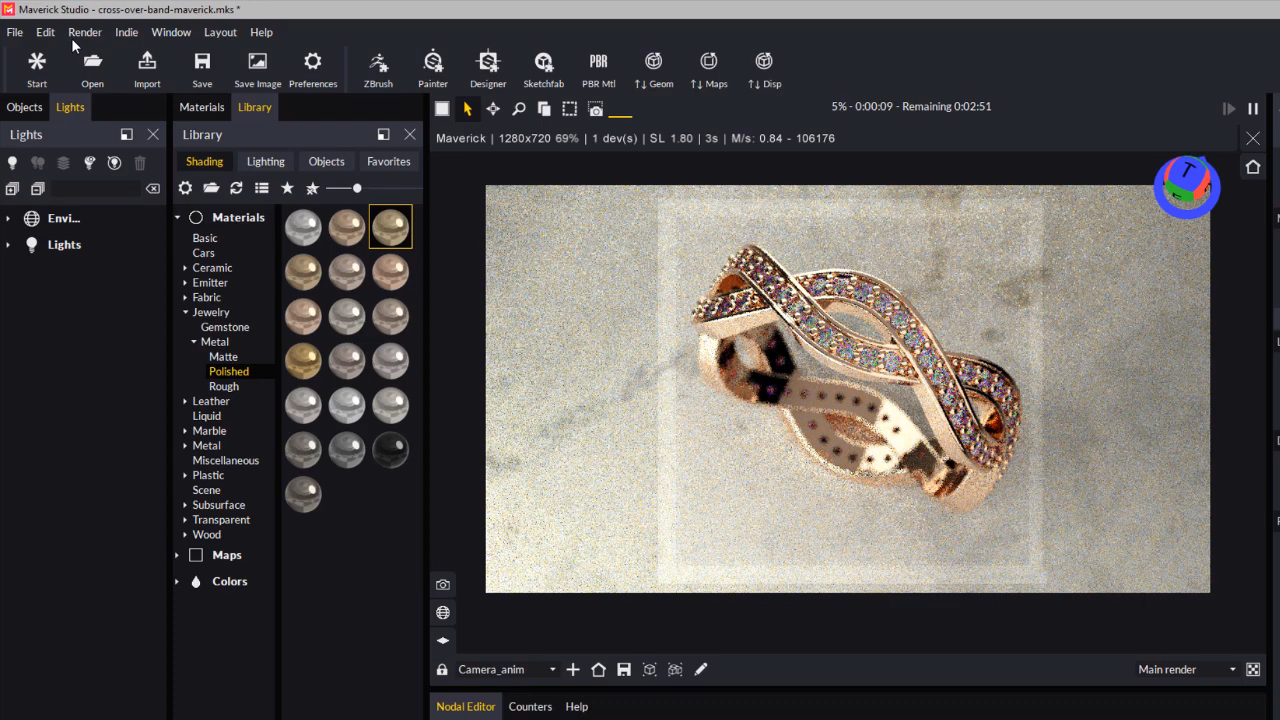 Maverick Studio - cross-over-band-maverick.mks *
File Edit Render Indie Window Layout Help
Start Open Import Save Save Image Preferences ZBrush Painter Designer Sketchfab PBR Mtl ↑↓ Geom ↑↓ Maps ↑↓ Disp
PBR
Objects Lights
Materials Library
5% - 0:00:09 - Remaining 0:02:51
Lights
Library
Maverick | 1280x720 69% | 1 dev(s) | SL 1.80 | 3s | M/s: 0.84 - 106176
Shading Lighting Objects Favorites
T
Envi...
Lights
Materials
Basic
Cars
Ceramic
Emitter
Fabric
Jewelry
Gemstone
Metal
Matte
Polished
Rough
Leather
Liquid
Marble
Metal
Miscellaneous
Plastic
Scene
Subsurface
Transparent
Wood
Maps
Colors
Camera_anim
Main render
Nodal Editor Counters Help